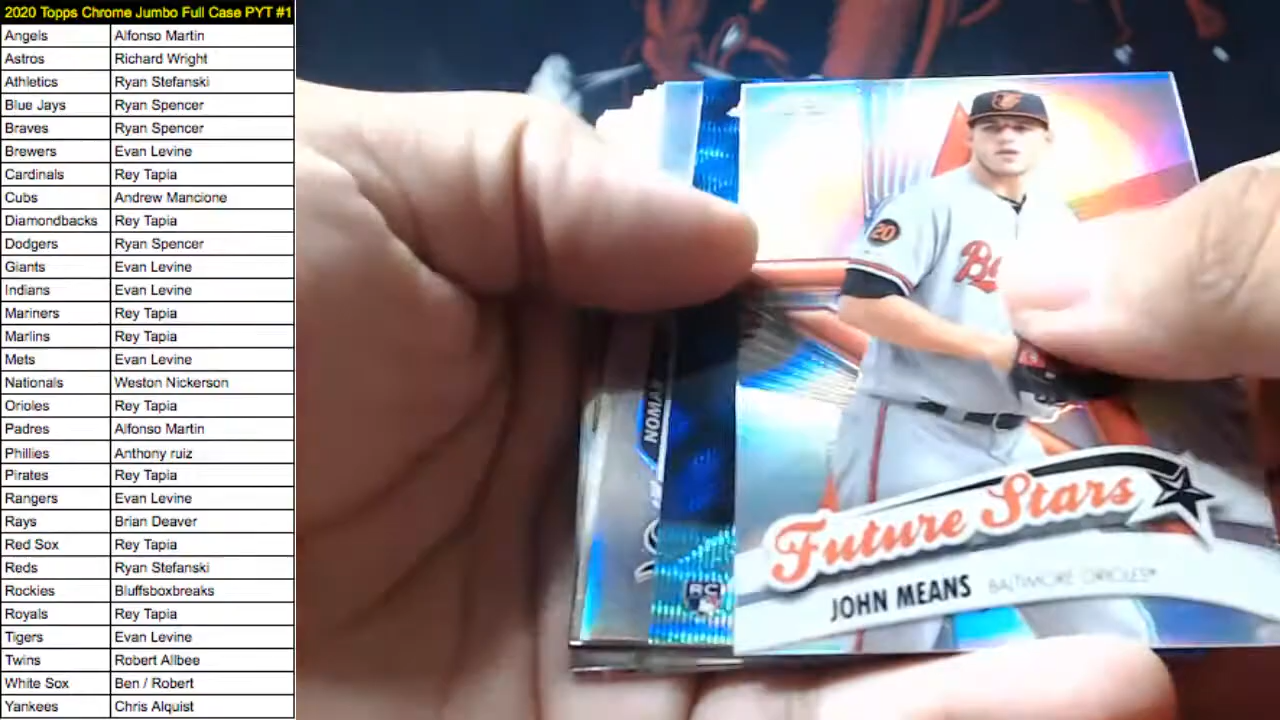 2020 Topps Chrome Jumbo Full Case PYT #1
Angels Alfonso Martin
Astros Richard Wright
Athletics Ryan Stefanski
Blue Jays Ryan Spencer
Braves Ryan Spencer
Brewers Evan Levine
Cardinals Rey Tapia
Cubs Andrew Mancione
Diamondbacks Rey Tapia
Dodgers Ryan Spencer
Giants Evan Levine
Indians Evan Levine
Mariners Rey Tapia
Marlins Rey Tapia
Mets Evan Levine
Nationals Weston Nickerson
Orioles Rey Tapia
Padres Alfonso Martin
Phillies Anthony ruiz
Pirates Rey Tapia
Rangers Evan Levine
Rays Brian Deaver
Red Sox Rey Tapia
Reds Ryan Stefanski
Rockies Bluffsboxbreaks
Royals Rey Tapia
Tigers Evan Levine
Twins Robert Allbee
White Sox Ben / Robert
Yankees Chris Alquist
20
Future Stars
JOHN MEANS BALTIMORE ORIOLES
RC